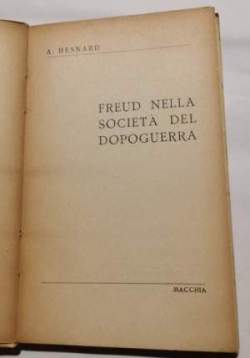 A. HESNARD
FREUD NELLA
SOCIETÀ DEL
DOPOGUERRA
MACCHIA